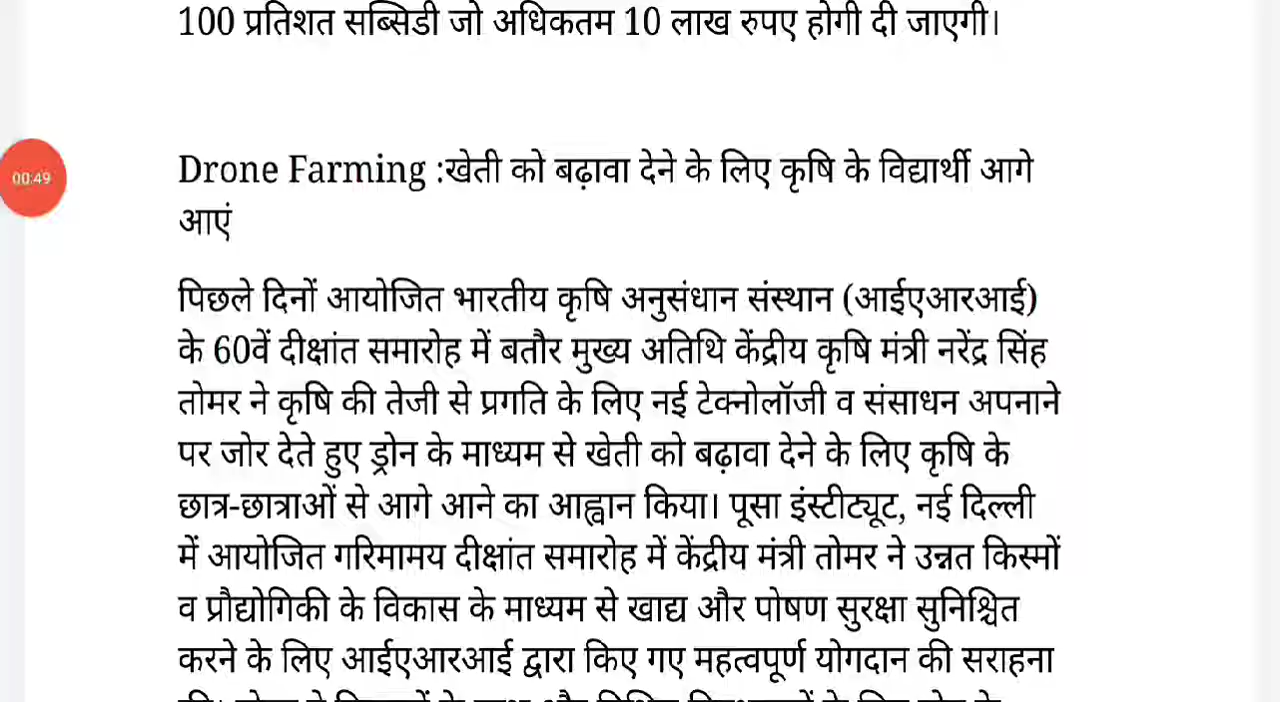 100 प्रतिशत सब्सिडी जो अधिकतम 10 लाख रुपए होगी दी जाएगी।
00:49
Drone Farming :खेती को बढ़ावा देने के लिए कृषि के विद्यार्थी आगे
आएं
पिछले दिनों आयोजित भारतीय कृषि अनुसंधान संस्थान (आईएआरआई)
के 60वें दीक्षांत समारोह में बतौर मुख्य अतिथि केंद्रीय कृषि मंत्री नरेंद्र सिंह
तोमर ने कृषि की तेजी से प्रगति के लिए नई टेक्नोलॉजी व संसाधन अपनाने
पर जोर देते हुए ड्रोन के माध्यम से खेती को बढ़ावा देने के लिए कृषि के
छात्र-छात्राओं से आगे आने का आह्वान किया। पूसा इंस्टीट्यूट, नई दिल्ली
में आयोजित गरिमामय दीक्षांत समारोह में केंद्रीय मंत्री तोमर ने उन्नत किस्मों
व प्रौद्योगिकी के विकास के माध्यम से खाद्य और पोषण सुरक्षा सुनिश्चित
करने के लिए आईएआरआई द्वारा किए गए महत्वपूर्ण योगदान की सराहना